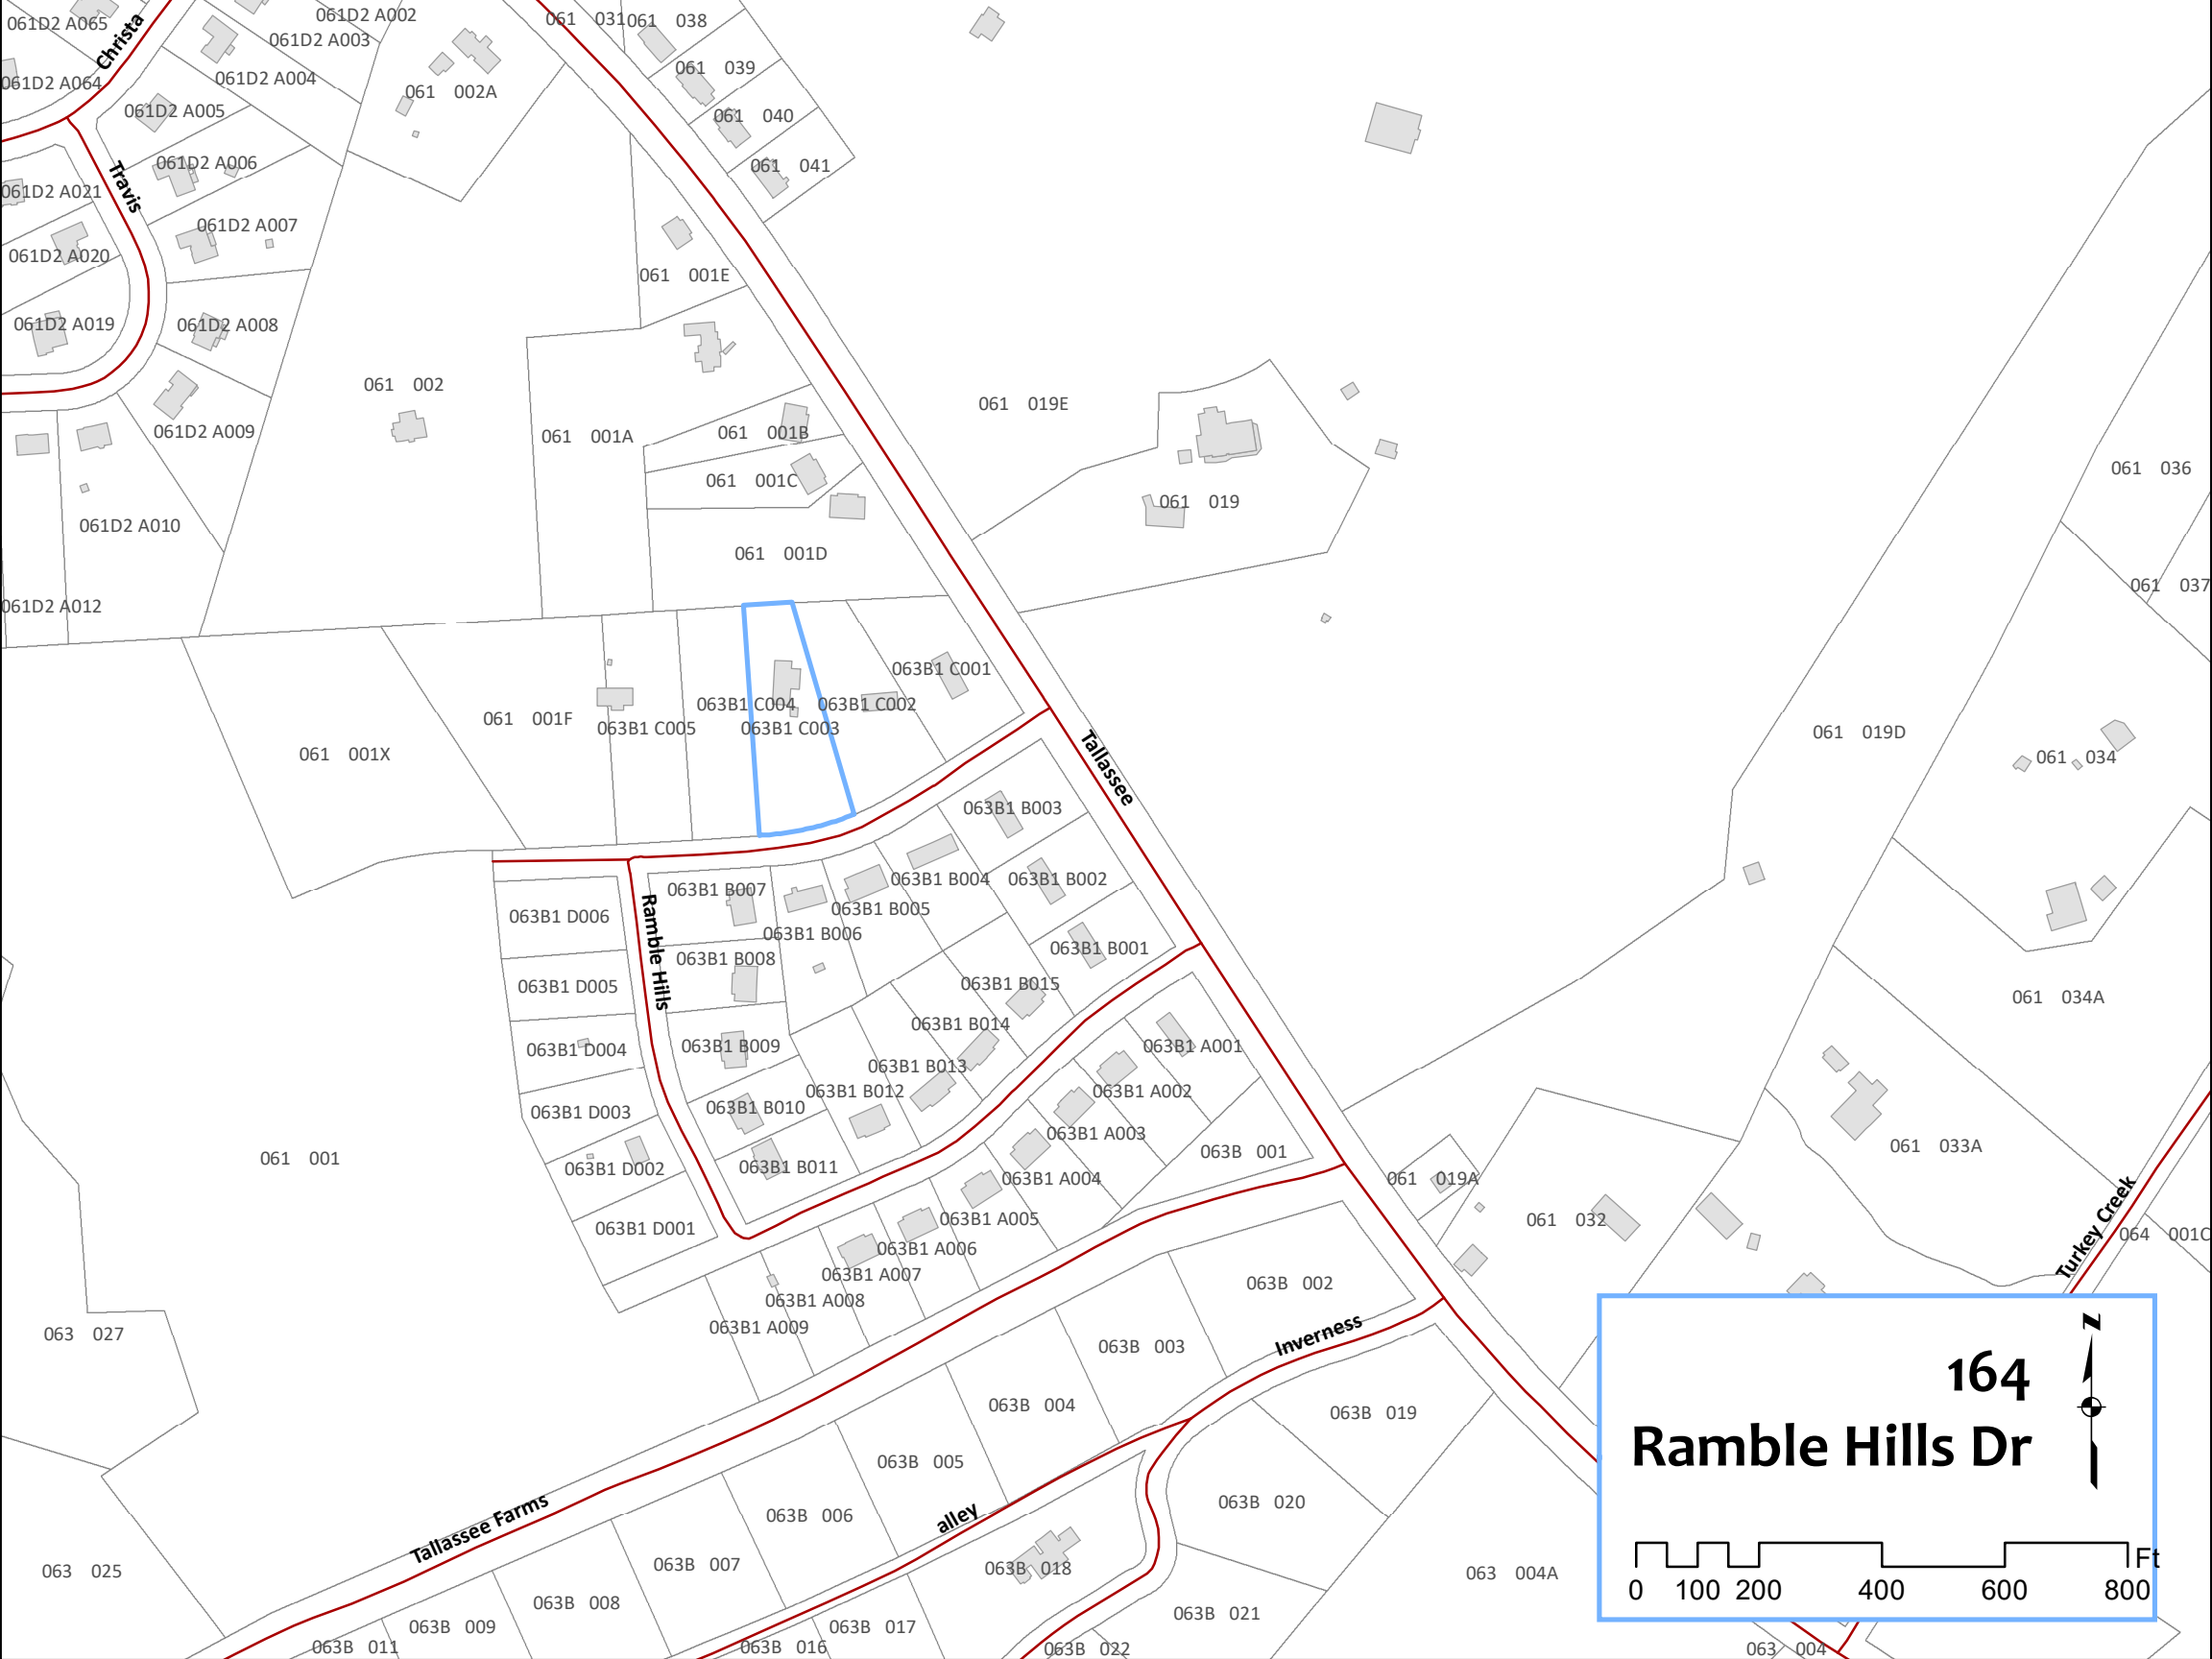 061D2 A065
Christa
061D2 A002
061D2 A003
061 031
061 038
061D2 A064
061D2 A004
061 002A
061 039
061D2 A005
061 040
061D2 A006
061 041
Travis
061D2 A021
061D2 A007
061D2 A020
061 001E
061D2 A019
061D2 A008
061 002
061 019E
061D2 A009
061 001A
061 001B
061 036
061 001C
061 019
061D2 A010
061 001D
061 037
061D2 A012
063B1 C001
063B1 C004
063B1 C002
061 001F
063B1 C005
063B1 C003
061 019D
061 001X
061 034
Tallassee
063B1 B003
063B1 B007
063B1 B004
063B1 B002
063B1 D006
063B1 B005
063B1 B006
Ramble Hills
063B1 B001
063B1 B008
063B1 D005
063B1 B015
061 034A
063B1 B014
063B1 D004
063B1 B009
063B1 A001
063B1 B013
063B1 B012
063B1 A002
063B1 D003
063B1 B010
063B1 A003
061 033A
061 001
063B 001
063B1 D002
063B1 B011
063B1 A004
061 019A
063B1 D001
063B1 A005
061 032
Turkey Creek
064 001C
063B1 A006
063B1 A007
063B 002
063B1 A008
063B1 A009
063 027
063B 003
Inverness
063B 004
063B 019
063B 005
063B 020
063B 006
alley
Tallassee Farms
063B 007
063B 018
063 025
063 004A
063B 008
063B 021
063B 009
063B 017
063B 011
063B 016
063B 022
063 004
164
Ramble Hills Dr
N
Ft
0 100 200 400 600 800